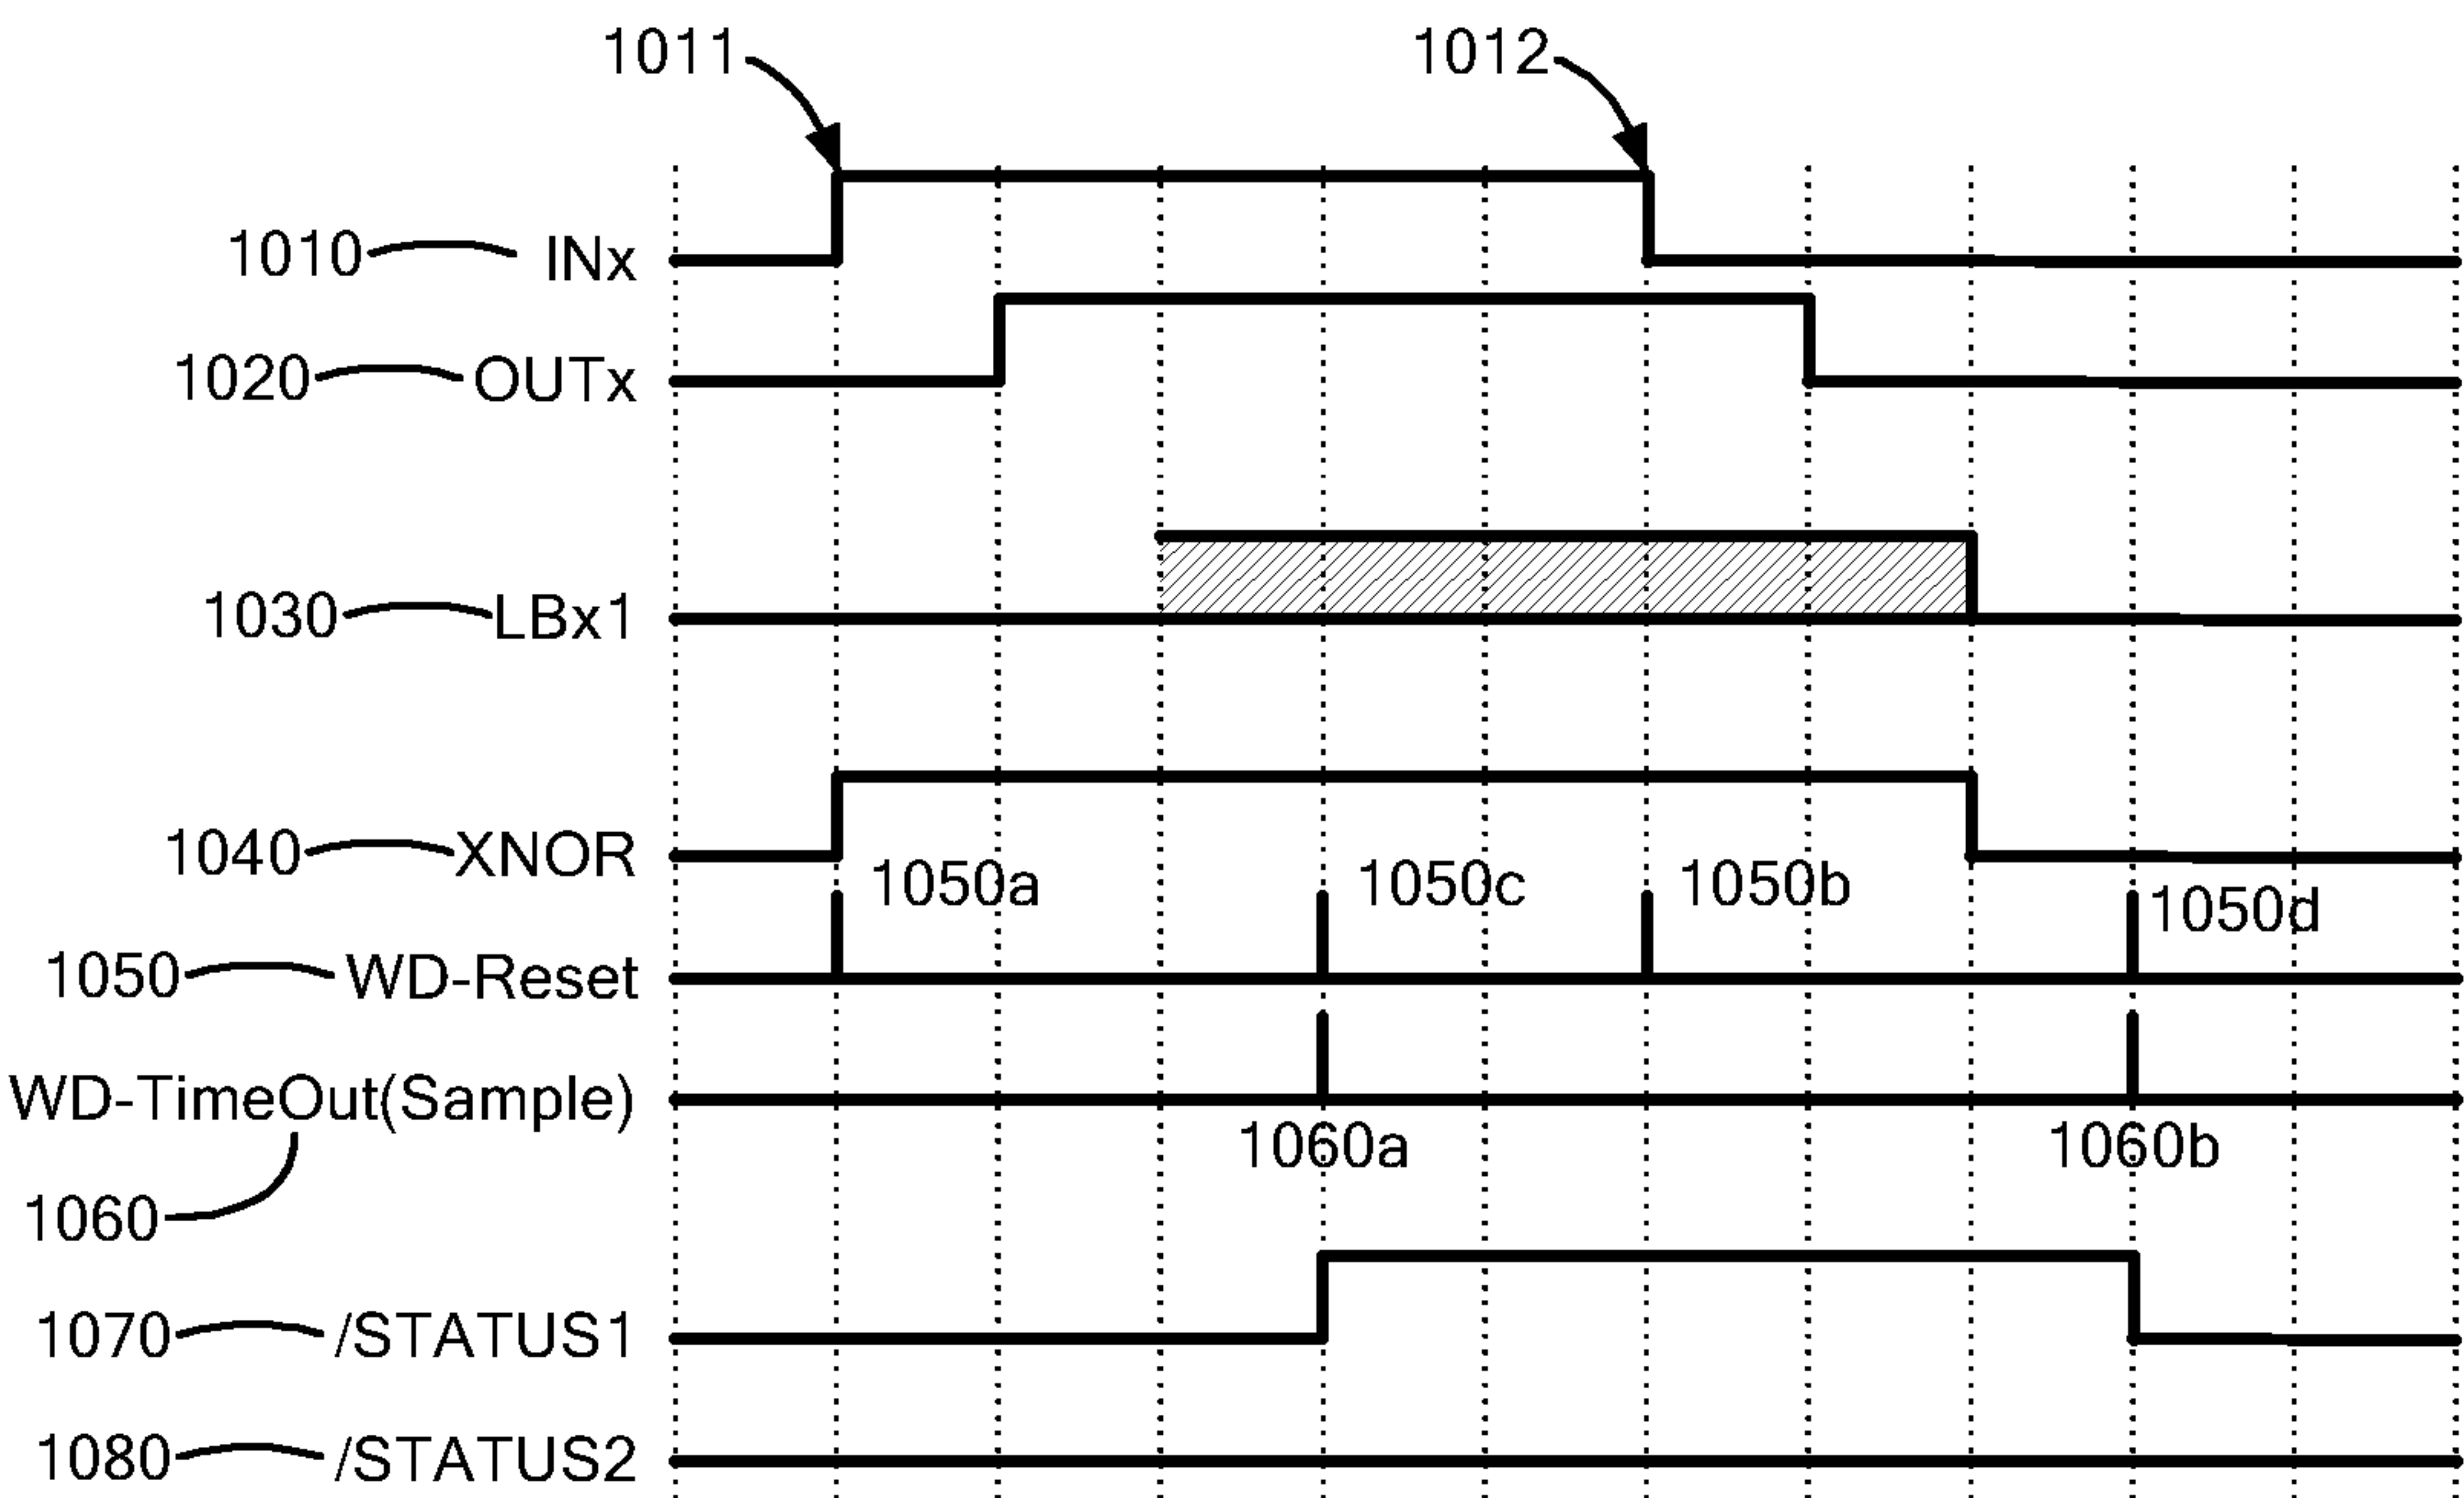 1011
1012
1010 INx
1020 OUTx
1030 LBx1
1040 XNOR
1050a 1050c 1050b 1050d
1050 WD-Reset
WD-TimeOut(Sample)
1060a 1060b
1060
1070 /STATUS1
1080 /STATUS2